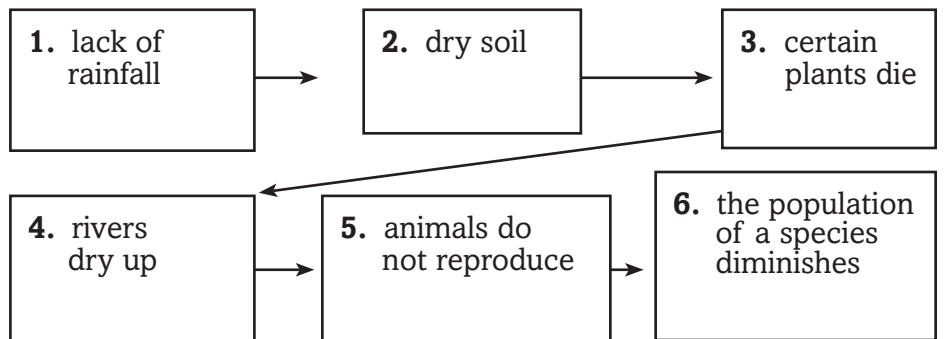 1. lack of
rainfall
2. dry soil
3. certain
plants die
4. rivers
dry up
5. animals do
not reproduce
6. the population
of a species
diminishes